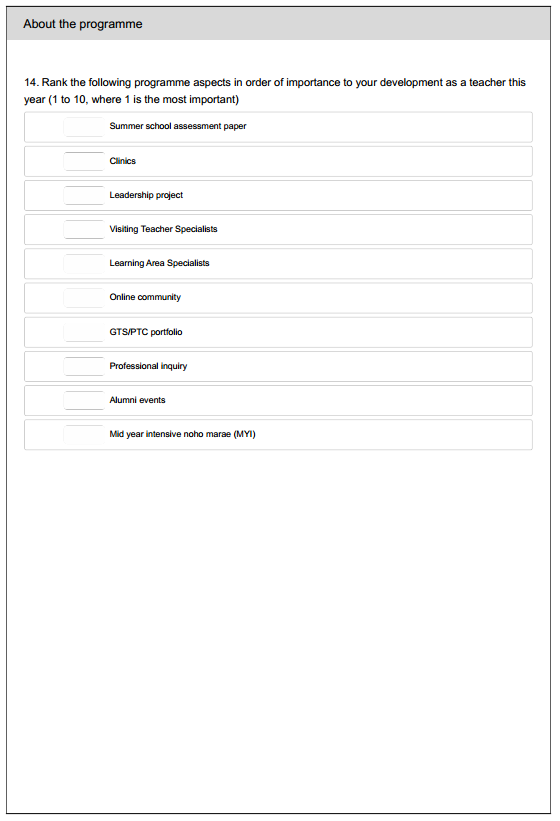 About the programme
14. Rank the following programme aspects in order of importance to your development as a teacher this
year (1 to 10, where 1 is the most important)
Summer school assessment paper
Clinics
Leadership project
Visiting Teacher Specialists
Learning Area Specialists
Online community
GTS/PTC portfolio
Professional inquiry
Alumni events
Mid year intensive noho marae (MYI)